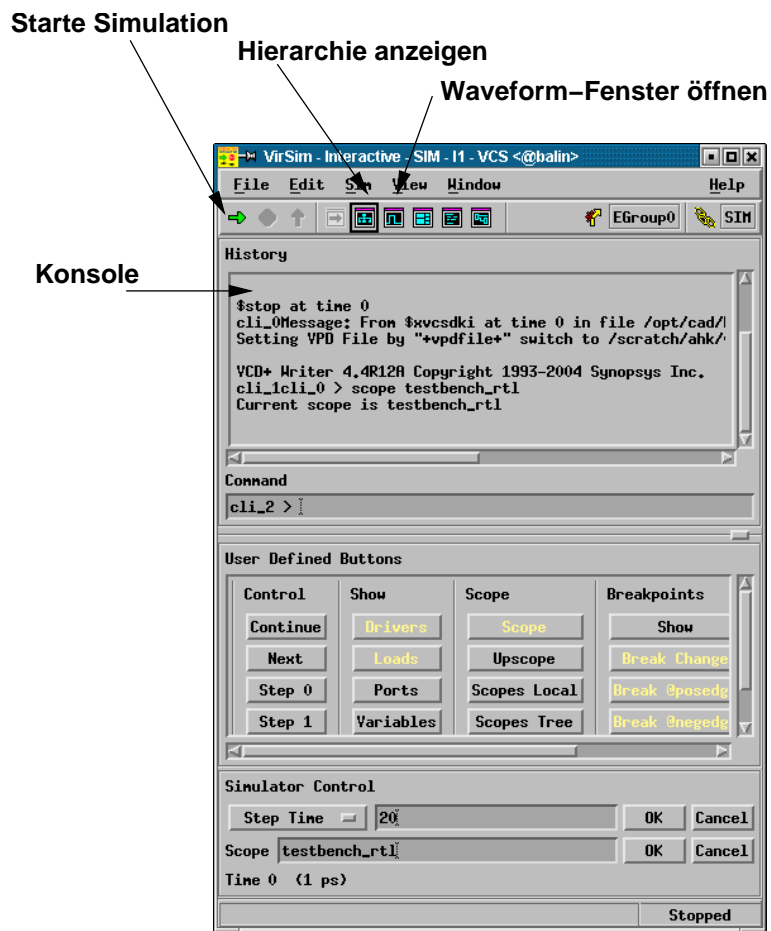 Starte Simulation
Hierarchie anzeigen
Waveform−Fenster öffnen
VirSim - Interactive - SIM - I1 - VCS <@balin>
File Edit Sim View Window Help
EGroup0 SIM
Konsole
History
$stop at time 0
cli_0Message: From $xvcsdki at time 0 in file /opt/cad/
Setting VPD File by "+vpdfile+" switch to /scratch/ahk/
VCD+ Writer 4.4R12A Copyright 1993-2004 Synopsys Inc.
cli_1cli_0 > scope testbench_rtl
Current scope is testbench_rtl
Command
cli_2 >
User Defined Buttons
Control Show Scope Breakpoints
Continue Drivers Scope Show
Next Loads Upscope Break Change
Step 0 Ports Scopes Local Break @posedg
Step 1 Variables Scopes Tree Break @negedg
Simulator Control
Step Time 20 OK Cancel
Scope testbench_rtl OK Cancel
Time 0 (1 ps)
Stopped